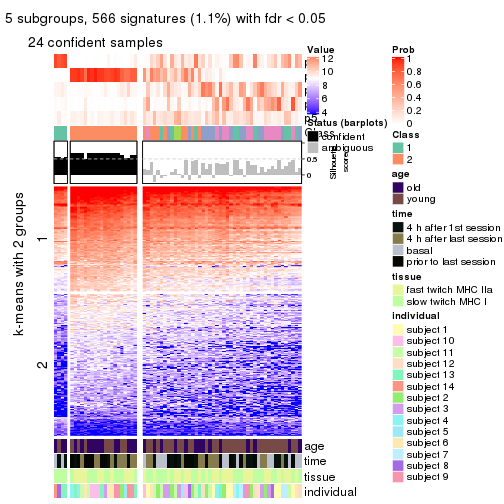 5 subgroups, 566 signatures (1.1%) with fdr < 0.05
24 confident samples
k-means with 2 groups
1
2
Class
0.5
0
Silhouette
score
age
time
tissue
individual
Value
12
10
8
6
4
Status (barplots)
confident
ambiguous
Prob
1
0.8
0.6
0.4
0.2
0
Class
1
2
age
old
young
time
4 h after 1st session
4 h after last session
basal
prior to last session
tissue
fast twitch MHC IIa
slow twitch MHC I
individual
subject 1
subject 10
subject 11
subject 12
subject 13
subject 14
subject 2
subject 3
subject 4
subject 5
subject 6
subject 7
subject 8
subject 9